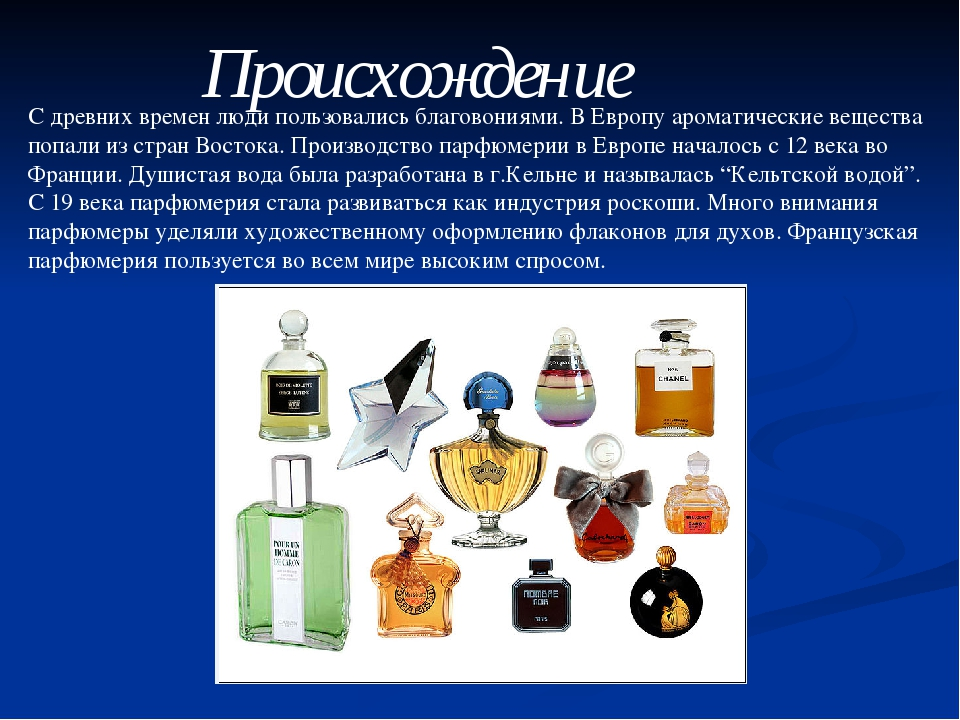 Происхождение
С древних времен люди пользовались благовониями. В Европу ароматические вещества
попали из стран Востока. Производство парфюмерии в Европе началось с 12 века во
Франции. Душистая вода была разработана в г.Кельне и называлась “Кельтской водой”.
С 19 века парфюмерия стала развиваться как индустрия роскоши. Много внимания
парфюмеры уделяли художественному оформлению флаконов для духов. Французская
парфюмерия пользуется во всем мире высоким спросом.
N°5
CHANEL
POUR UN
HOMME
DE CARON